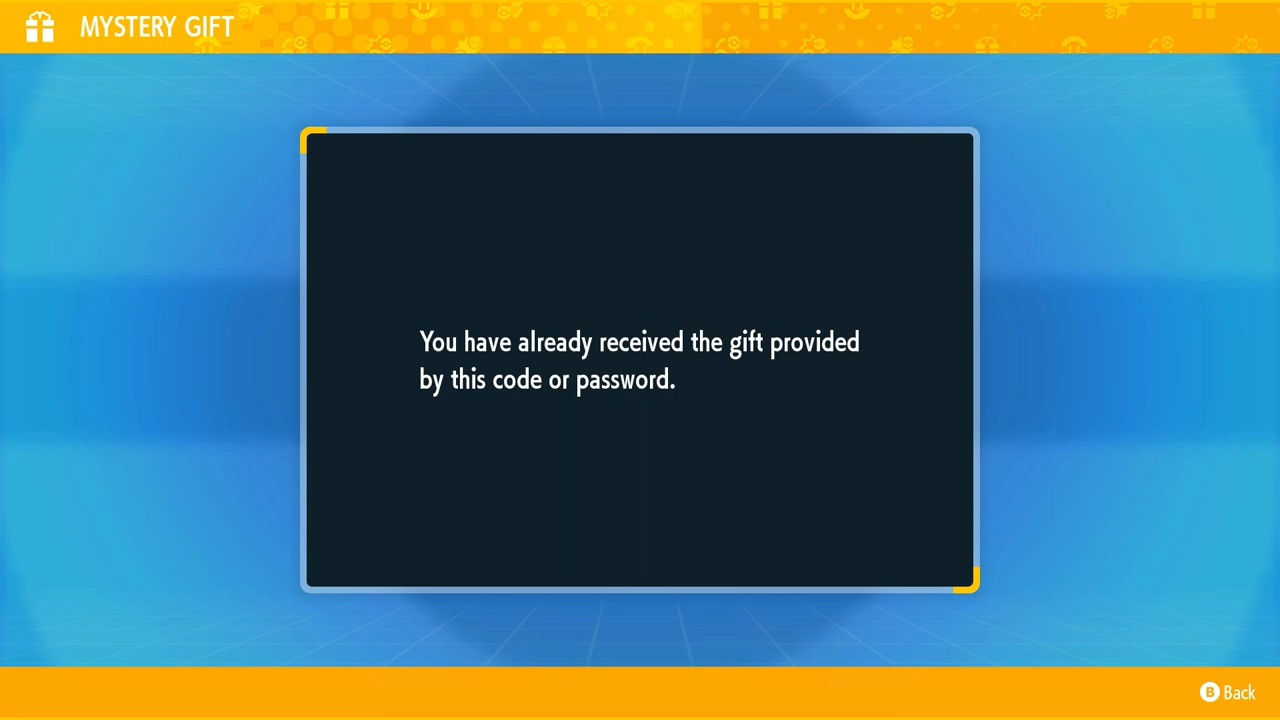 MYSTERY GIFT
You have already received the gift provided
by this code or password.
B Back